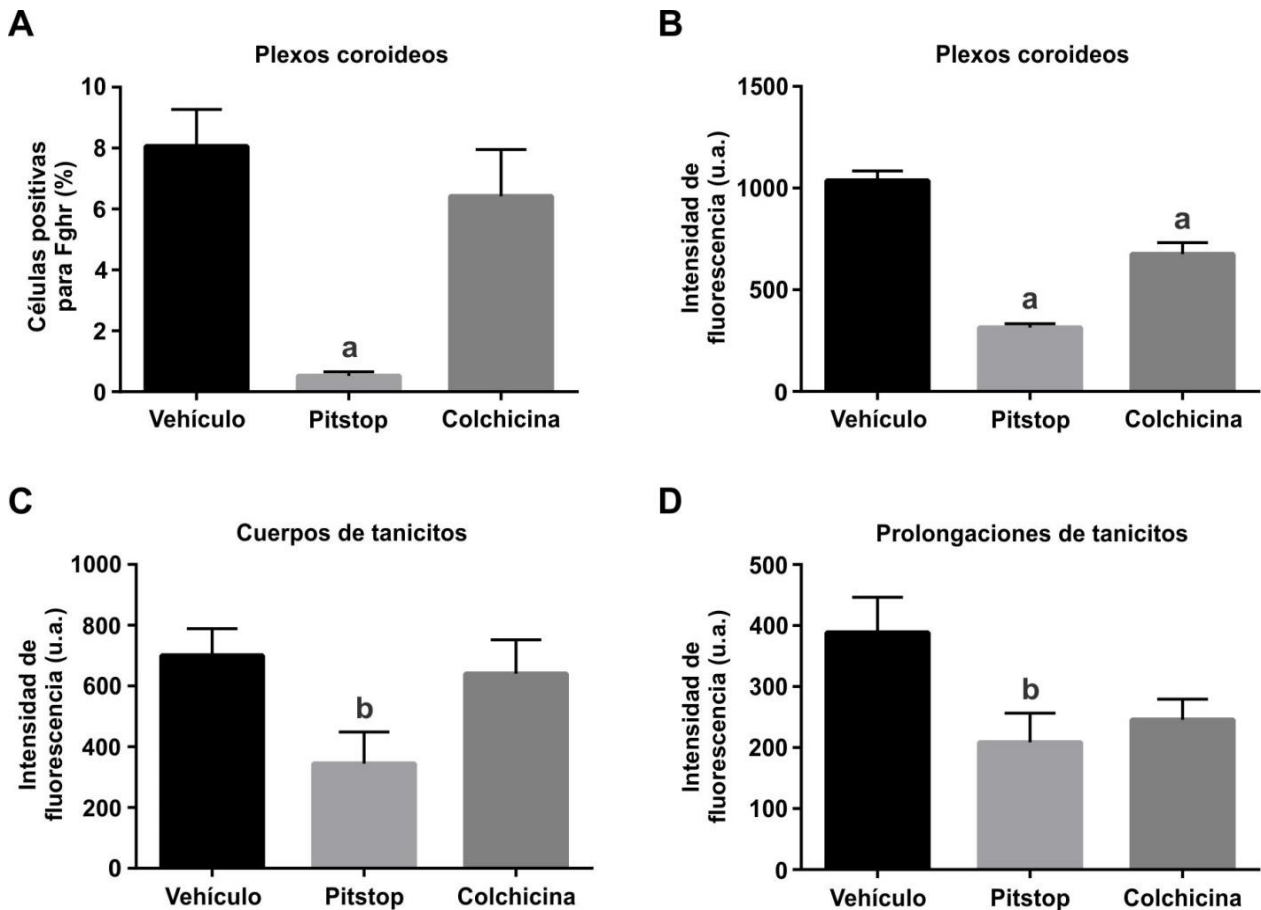 A
Plexos coroideos
Células positivas
para Fghr (%)
10
8
6
4
2
0
a
Vehículo Pitstop Colchicina
B
Plexos coroideos
Intensidad de
fluorescencia (u.a.)
1500
1000
500
0
a
a
Vehículo Pitstop Colchicina
C
Cuerpos de tanicitos
Intensidad de
fluorescencia (u.a.)
1000
800
600
400
200
0
b
Vehículo Pitstop Colchicina
D
Prolongaciones de tanicitos
Intensidad de
fluorescencia (u.a.)
500
400
300
200
100
0
b
Vehículo Pitstop Colchicina